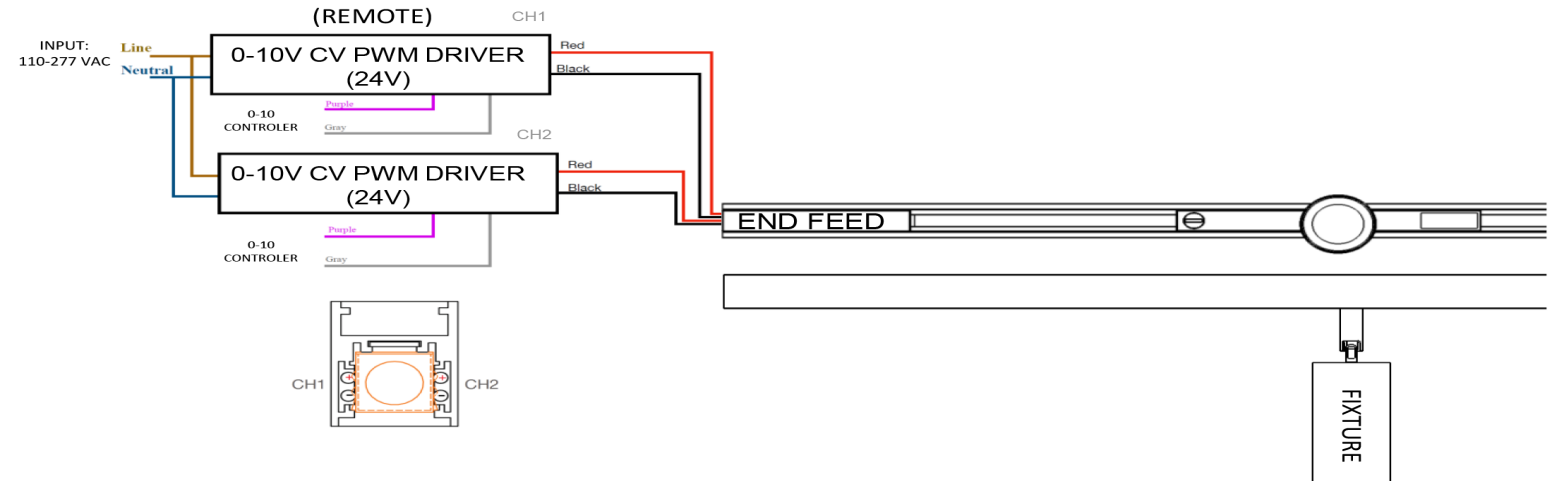 (REMOTE)
CH1
INPUT:
110-277 VAC
Line
Neutral
0-10V CV PWM DRIVER
(24V)
Red
Black
Purple
Gray
0-10
CONTROLER
CH2
0-10V CV PWM DRIVER
(24V)
Red
Black
Purple
Gray
0-10
CONTROLER
END FEED
CH1
+
-
+
-
CH2
FIXTURE